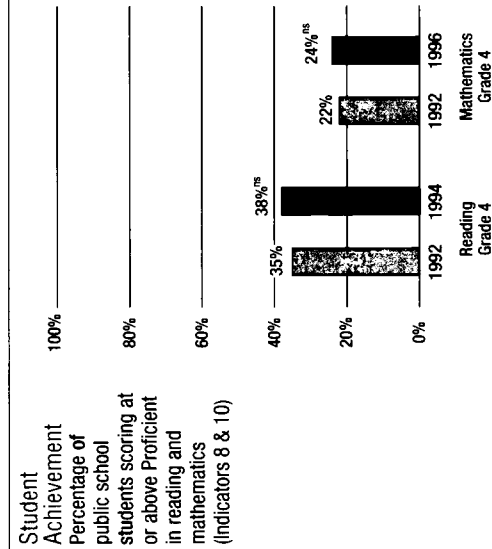 Student
Achievement
Percentage of
public school
students scoring at
or above Proficient
in reading and
mathematics
(Indicators 8 & 10)
100%
80%
60%
40%
20%
0%
35%
38%ns
22%
24%ns
1992
1994
1992
1996
Reading
Grade 4
Mathematics
Grade 4